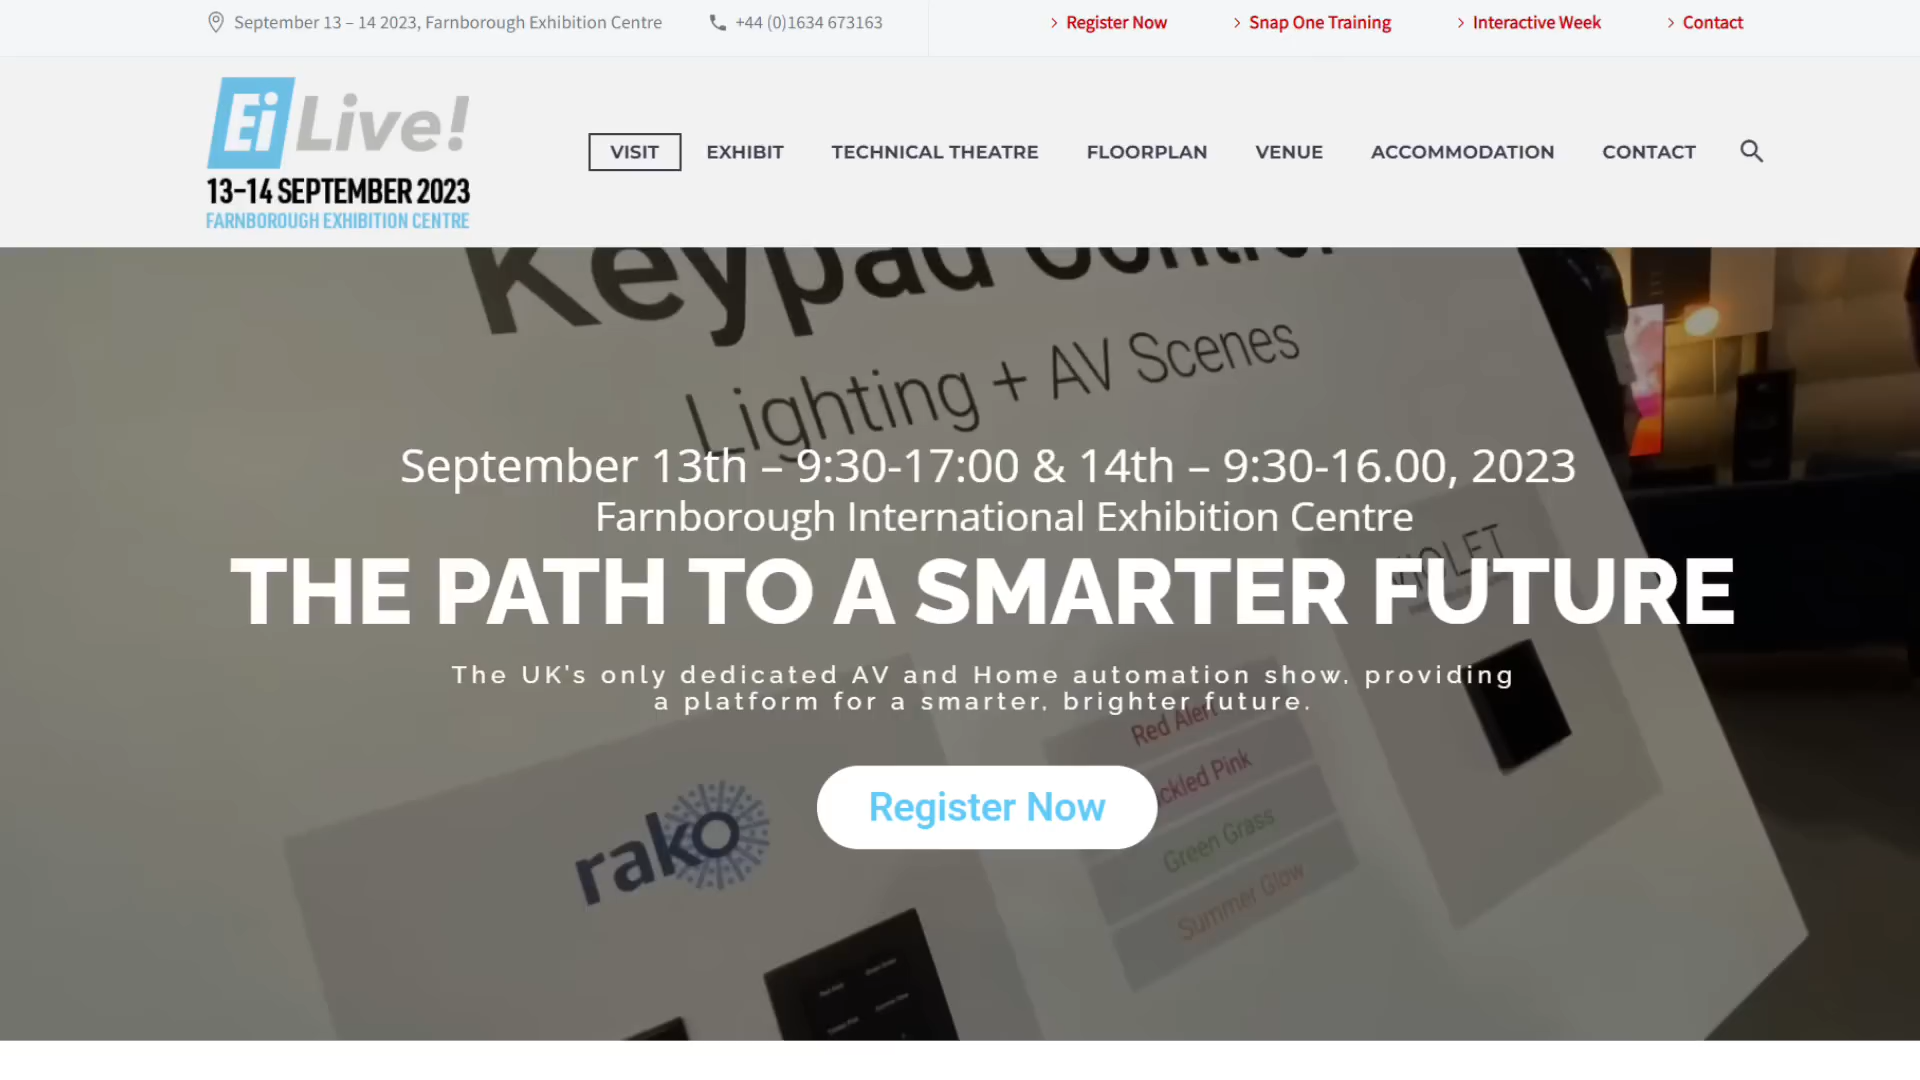 September 13 – 14 2023, Farnborough Exhibition Centre
+44 (0)1634 673163
Register Now
Snap One Training
Interactive Week
Contact
Ei Live!
13-14 SEPTEMBER 2023
FARNBOROUGH EXHIBITION CENTRE
VISIT
EXHIBIT
TECHNICAL THEATRE
FLOORPLAN
VENUE
ACCOMMODATION
CONTACT
Keypad Control
Lighting + AV Scenes
September 13th – 9:30-17:00 & 14th – 9:30-16.00, 2023
Farnborough International Exhibition Centre
VIOLET
THE PATH TO A SMARTER FUTURE
The UK's only dedicated AV and Home automation show, providing
a platform for a smarter, brighter future.
Red Alert
Register Now
rako
Green Grass
Summer Glow